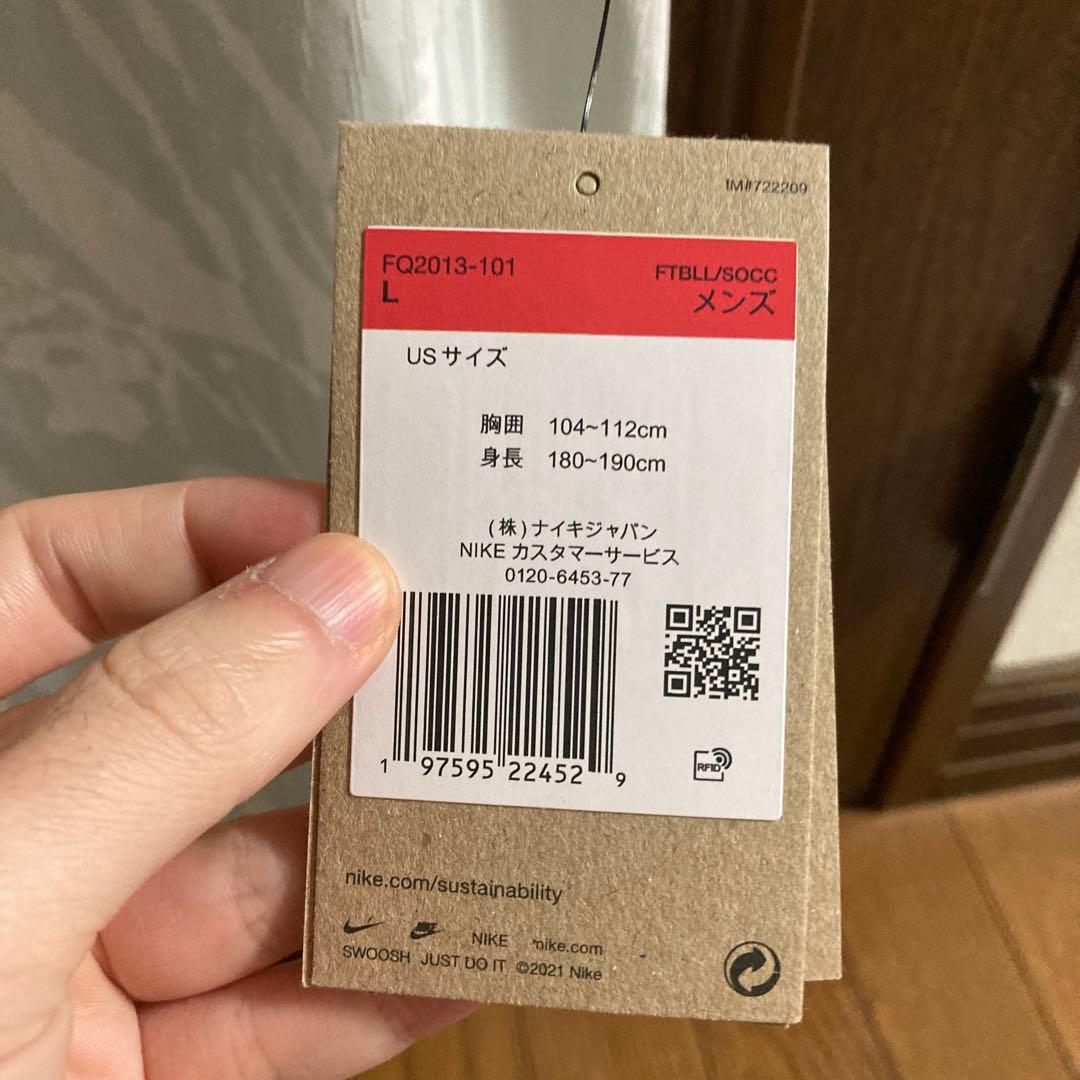 IM#722209
FQ2013-101
L
FTBLL/SOCC
メンズ
USサイズ
胸囲 104~112cm
身長 180~190cm
(株)ナイキジャパン
NIKE カスタマーサービス
0120-6453-77
1 97595 22452 9
RFID
nike.com/sustainability
NIKE nike.com
SWOOSH JUST DO IT ©2021 Nike